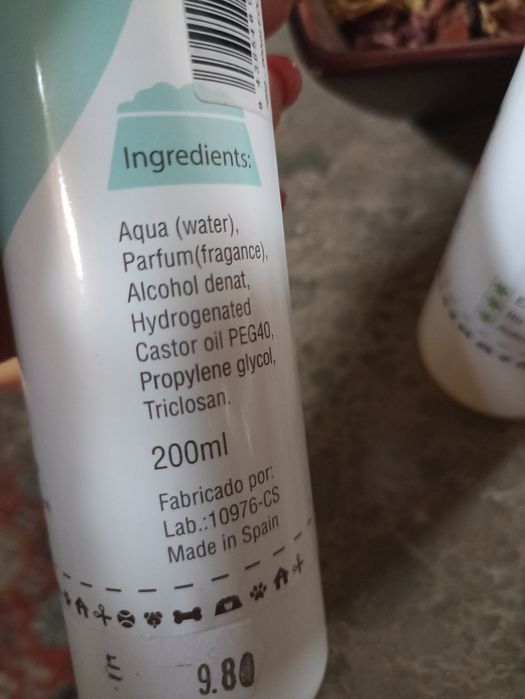 Ingredients:
Aqua (water),
Parfum(fragance),
Alcohol denat,
Hydrogenated
Castor oil PEG40,
Propylene glycol,
Triclosan.
200ml
Fabricado por:
Lab.:10976-CS
Made in Spain
9.80